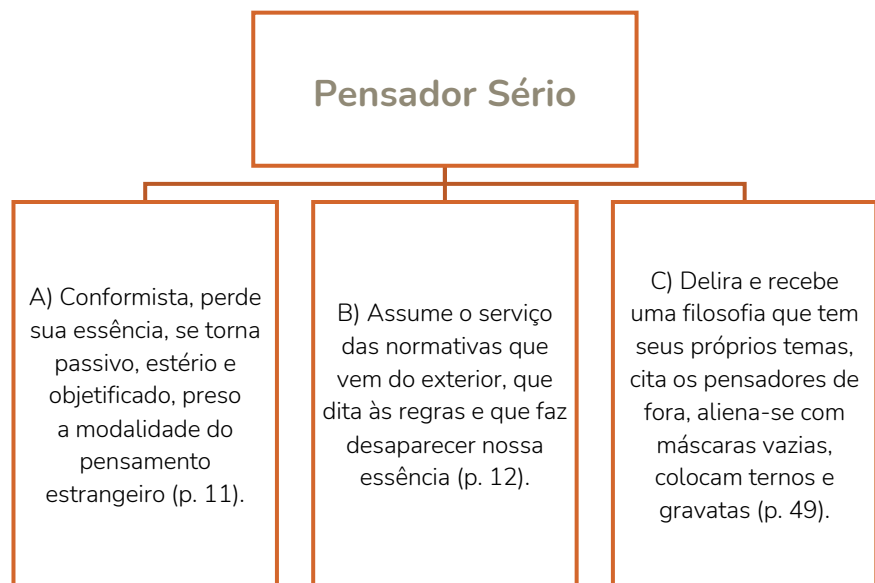 Pensador Sério
A) Conformista, perde
sua essência, se torna
passivo, estério e
objetificado, preso
a modalidade do
pensamento
estrangeiro (p. 11).
B) Assume o serviço
das normativas que
vem do exterior, que
dita às regras e que faz
desaparecer nossa
essência (p. 12).
C) Delira e recebe
uma filosofia que tem
seus próprios temas,
cita os pensadores de
fora, aliena-se com
máscaras vazias,
colocam ternos e
gravatas (p. 49).